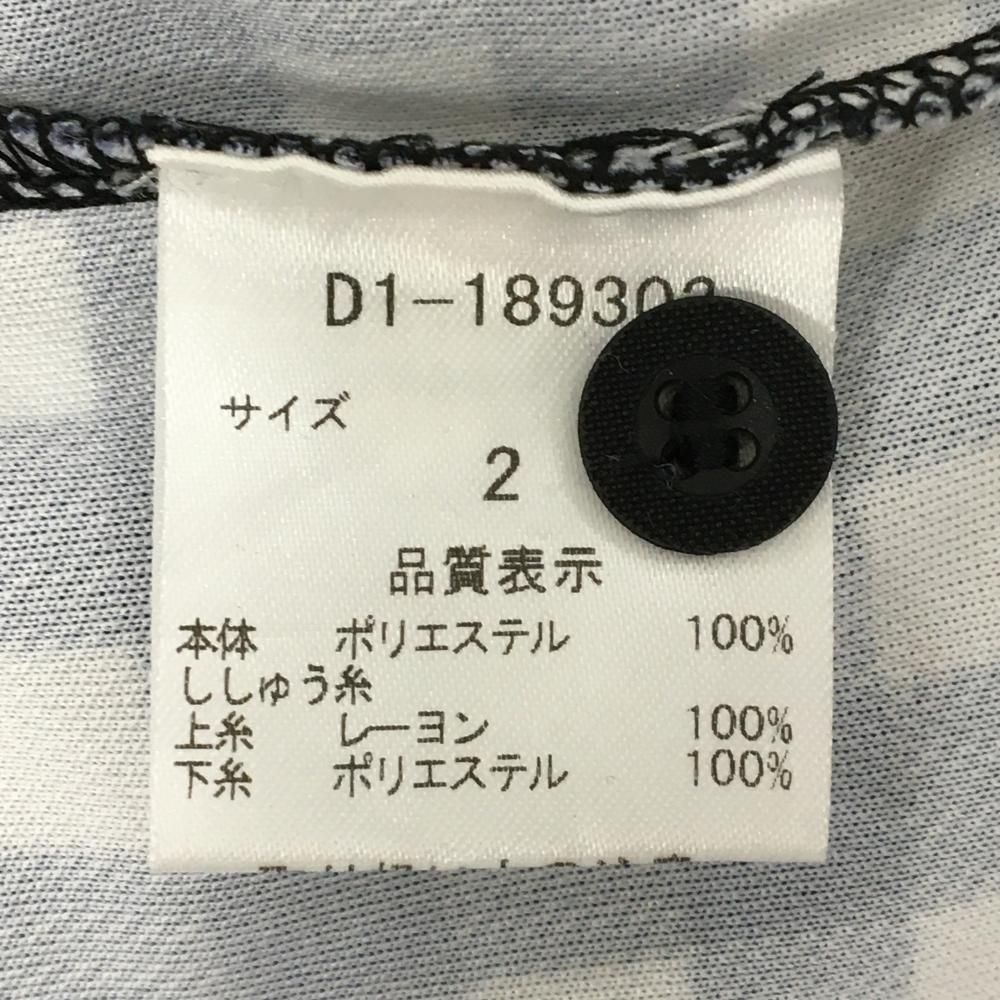 サイズ
2
品質表示
本体 ポリエステル 100%
ししゅう糸
上糸 レーヨン 100%
下糸 ポリエステル 100%